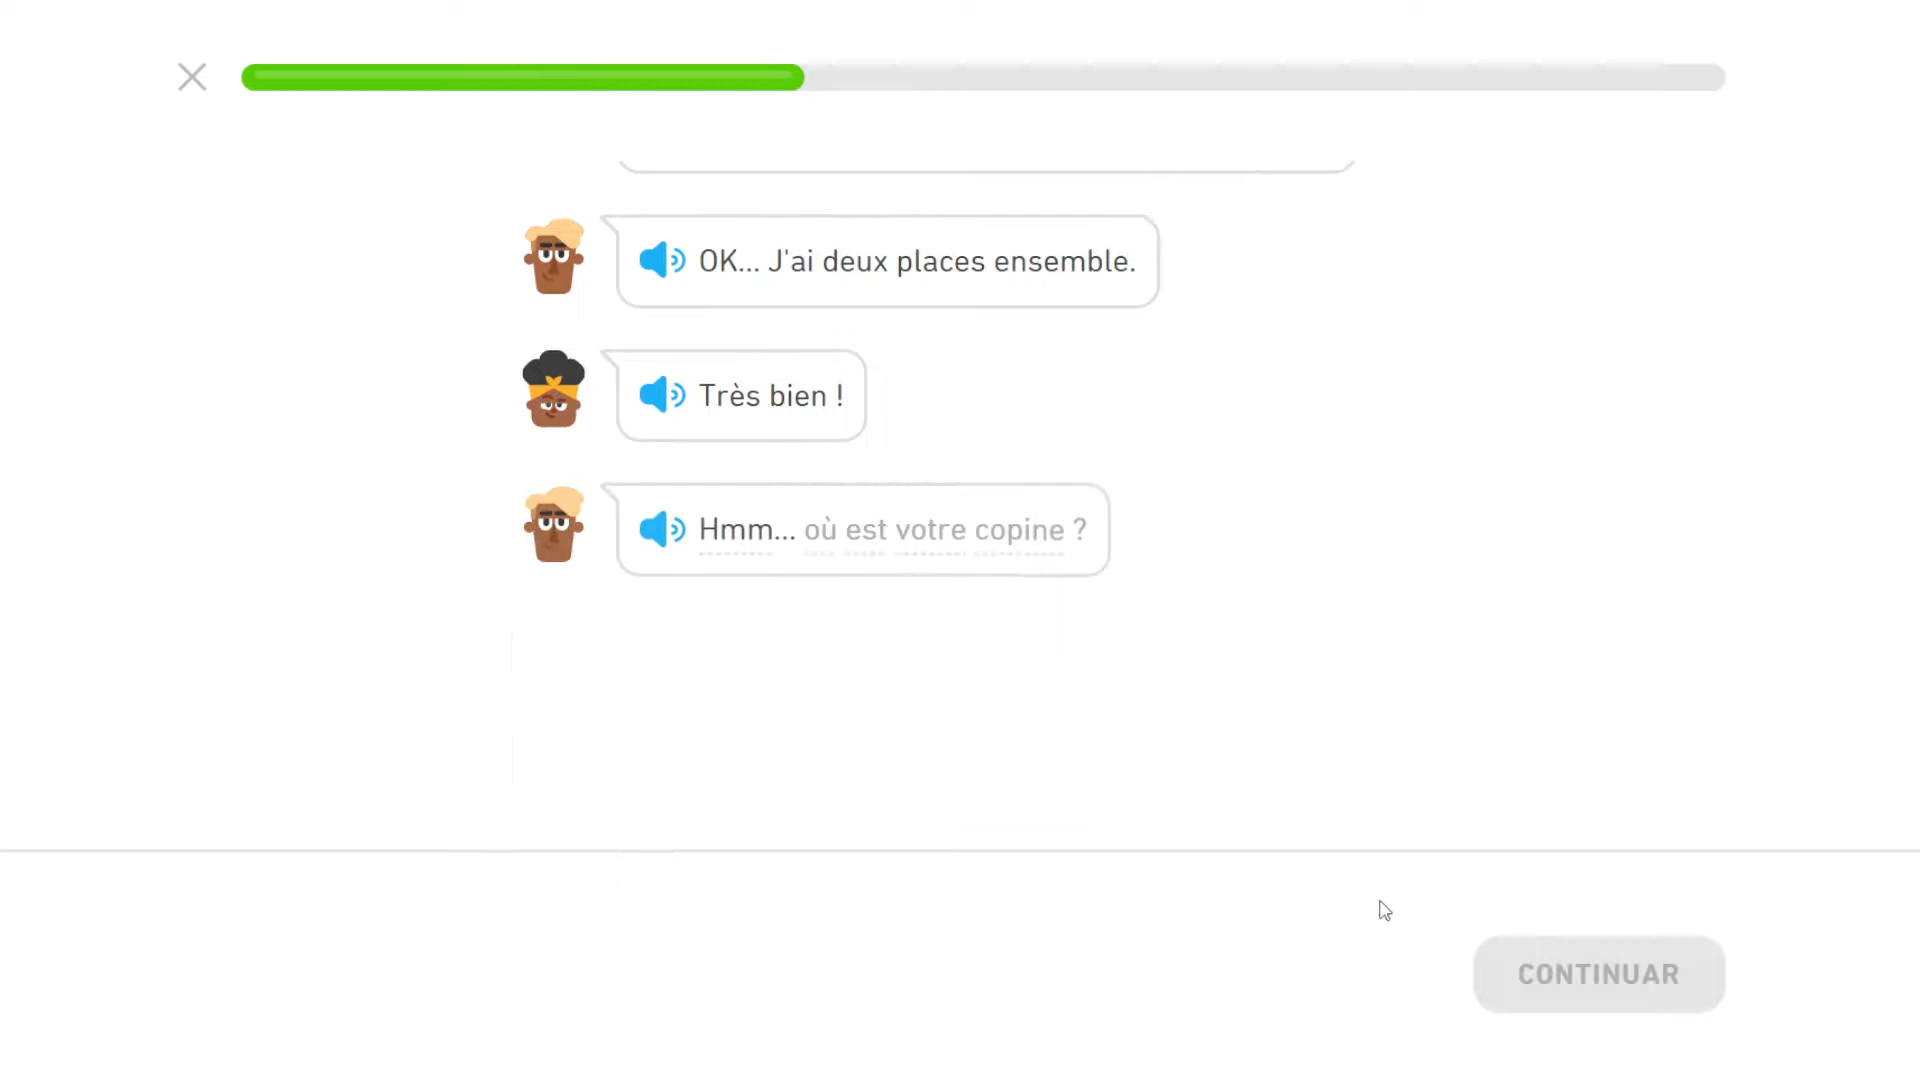 OK... J'ai deux places ensemble.
Très bien !
Hmm... où est votre copine ?
CONTINUAR